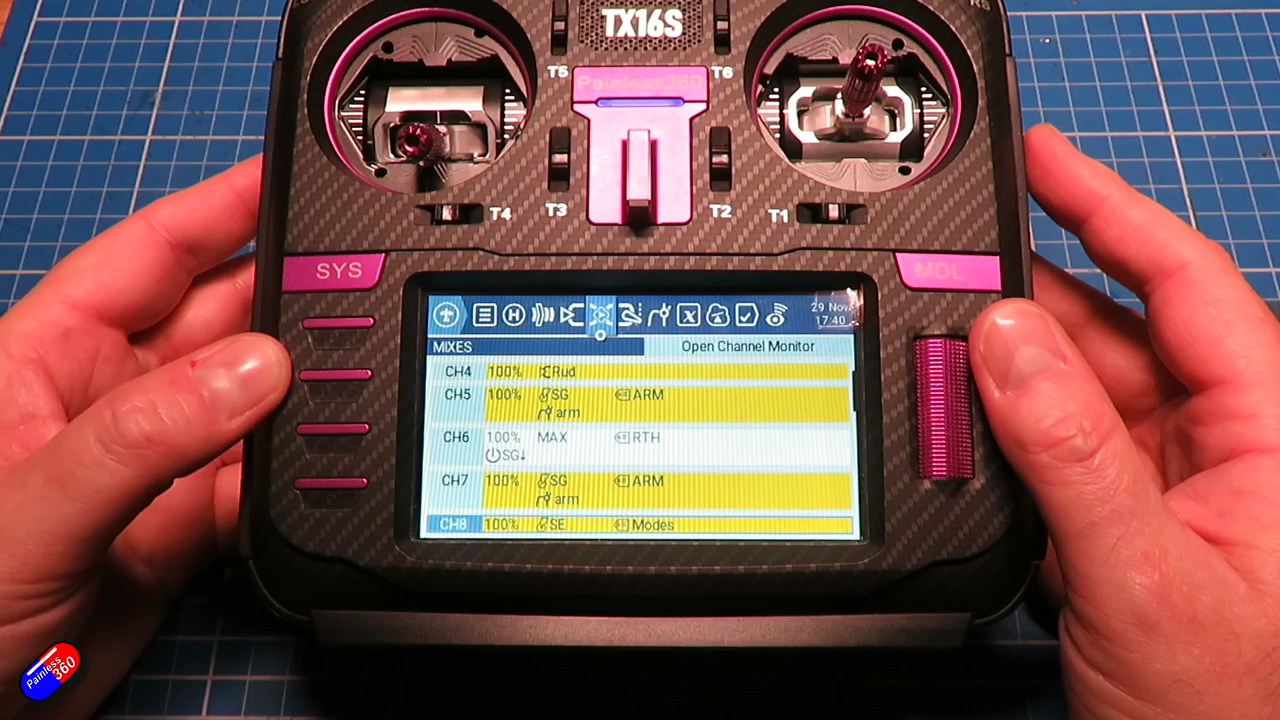 TX16S
T5
Painless360
T6
T4
T3
T2
T1
SYS
MDL
29 Nov
17:40
MIXES
Open Channel Monitor
CH4 100% Rud
CH5 100% SG ARM
arm
CH6 100% MAX RTH
SG↓
CH7 100% SG ARM
arm
CH8 100% SE Modes
Painless
360